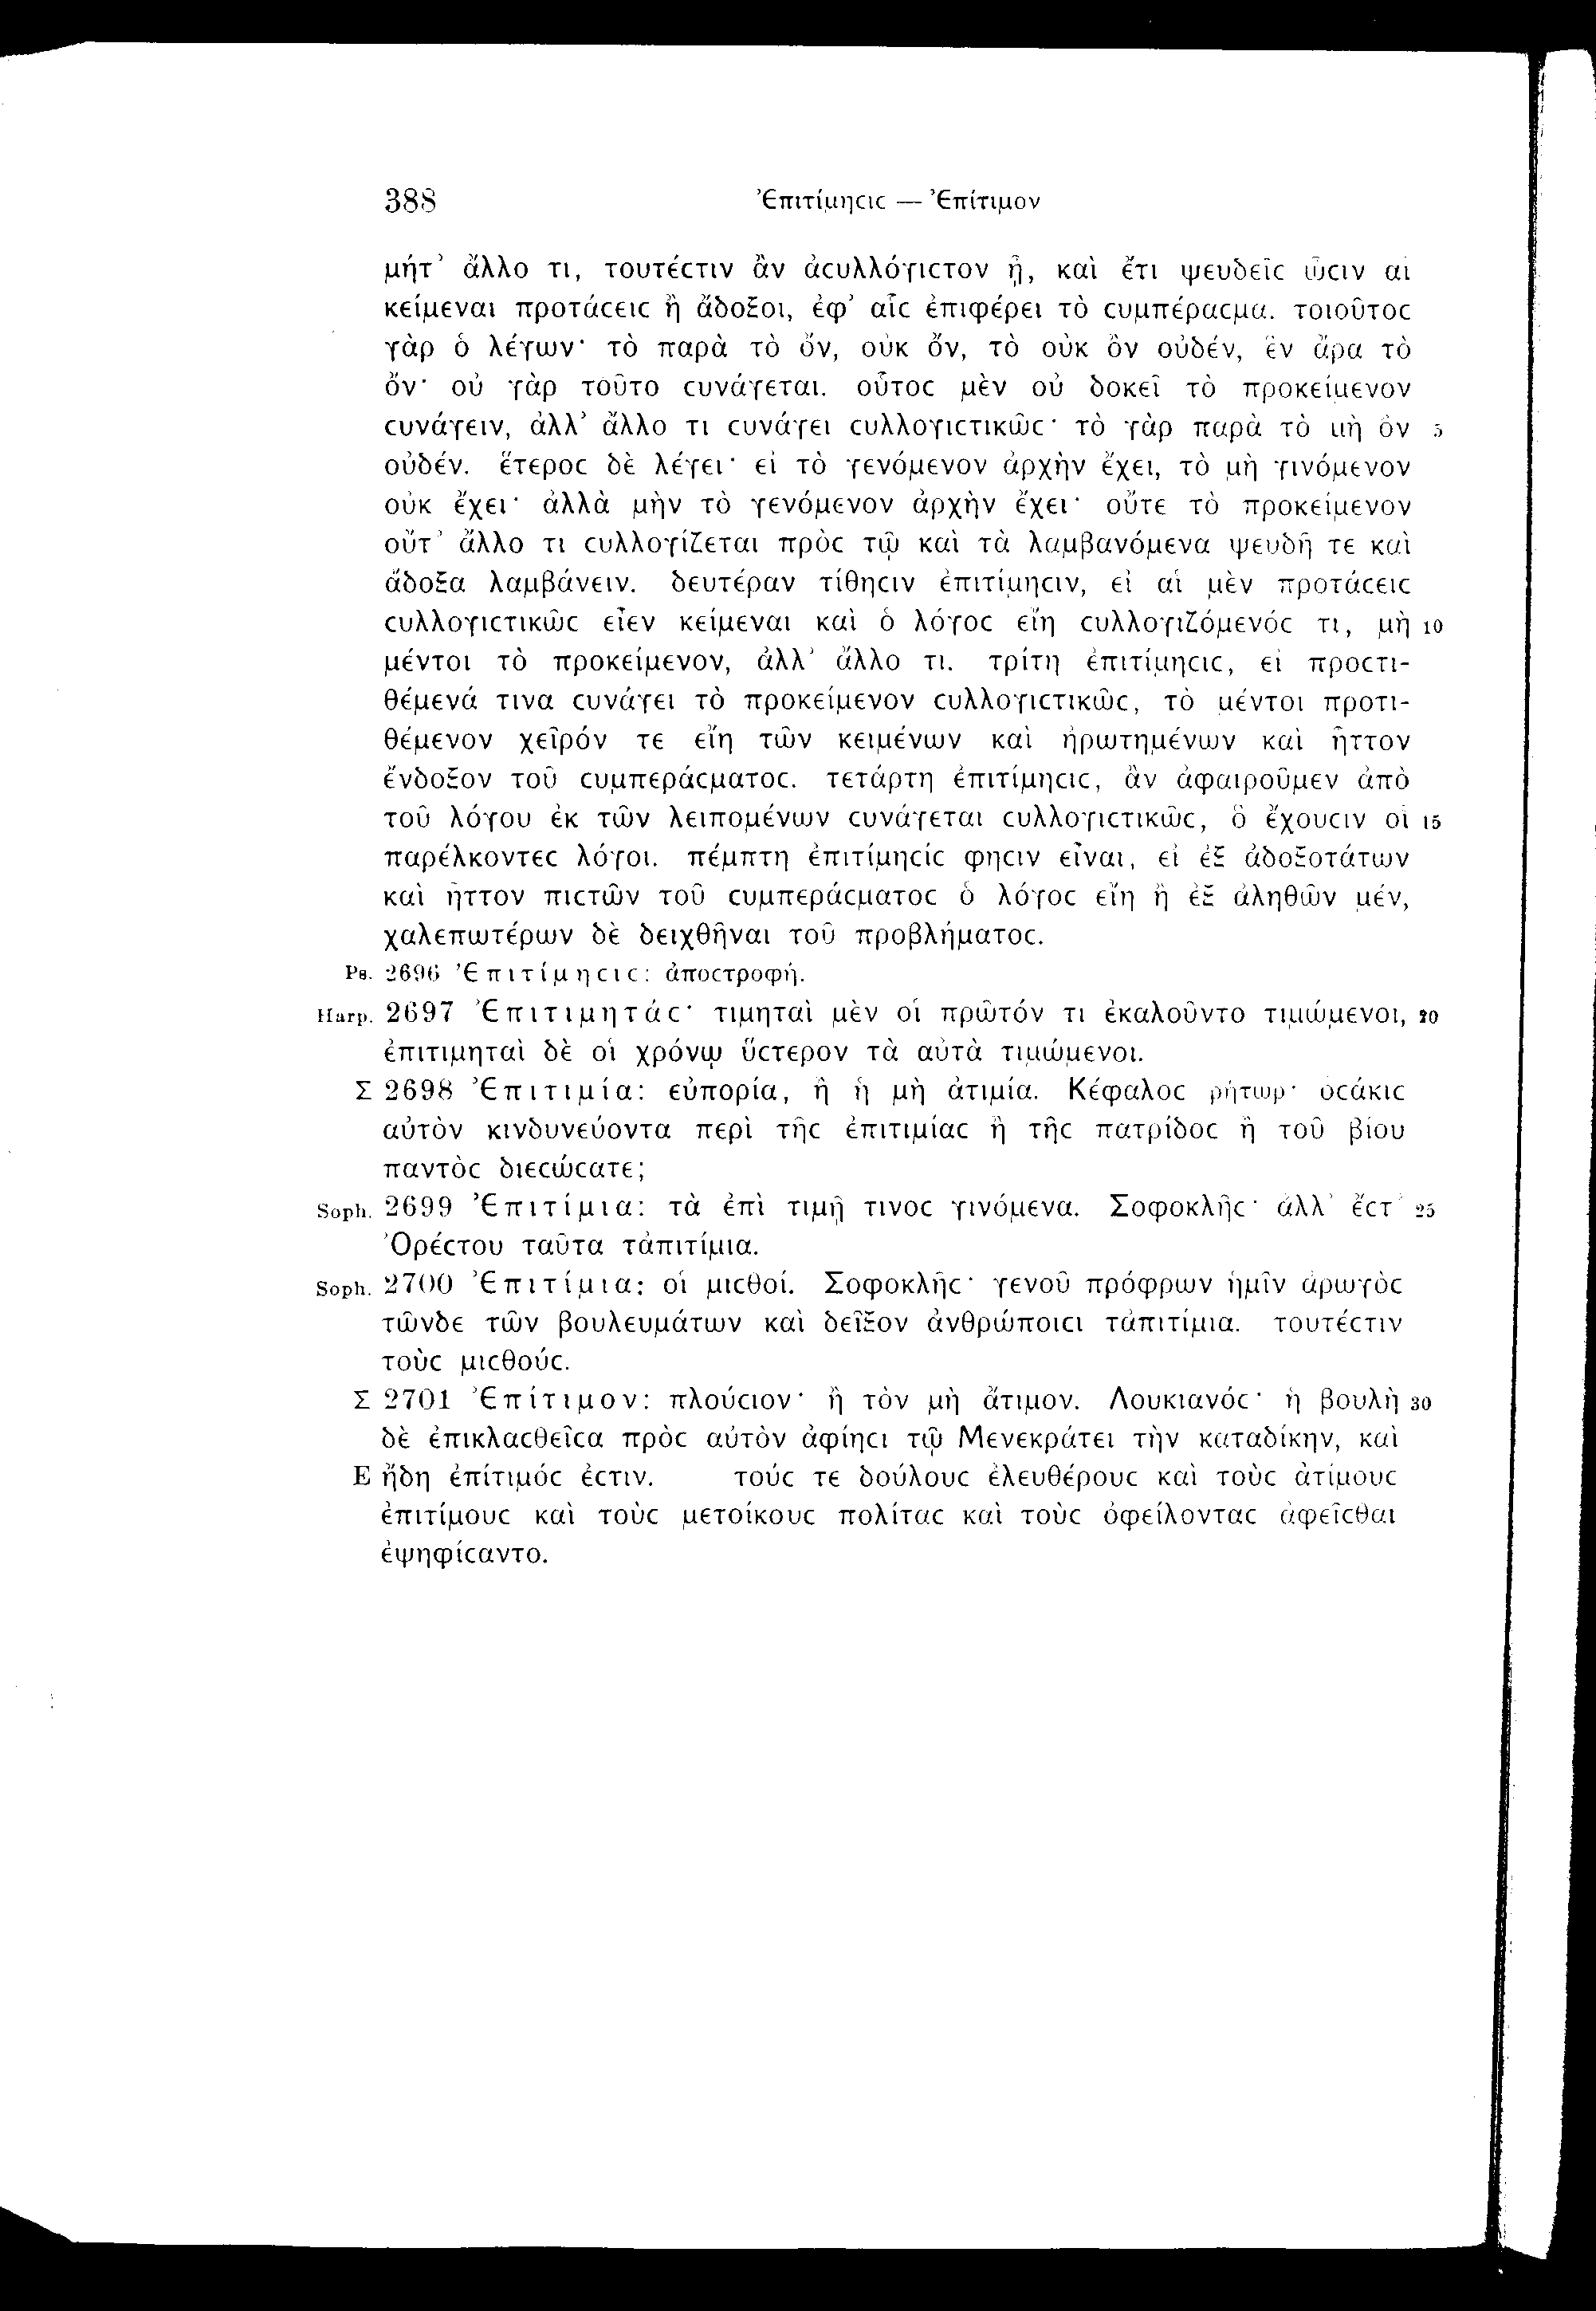 388 Ἐπιτίμηϲιϲ — Ἐπίτιμον
μήτ’ ἄλλο τι, τουτέϲτιν ἂν ἀϲυλλόγιϲτον ᾖ, καὶ ἔτι ψευδεῖϲ ὦϲιν αἱ
κείμεναι προτάϲειϲ ἢ ἄδοξοι, ἐφ’ αἷϲ ἐπιφέρει τὸ ϲυμπέραϲμα. τοιοῦτοϲ
γὰρ ὁ λέγων· τὸ παρὰ τὸ ὄν, οὐκ ὄν, τὸ οὐκ ὂν οὐδέν, ἓν ἄρα τὸ
ὄν· οὐ γὰρ τοῦτο ϲυνάγεται. οὗτοϲ μὲν οὐ δοκεῖ τὸ προκείμενον
ϲυνάγειν, ἀλλ’ ἄλλο τι ϲυνάγει ϲυλλογιϲτικῶϲ· τὸ γὰρ παρὰ τὸ μὴ ὂν 5
οὐδέν. ἕτεροϲ δὲ λέγει· εἰ τὸ γενόμενον ἀρχὴν ἔχει, τὸ μὴ γινόμενον
οὐκ ἔχει· ἀλλὰ μὴν τὸ γενόμενον ἀρχὴν ἔχει· οὔτε τὸ προκείμενον
οὔτ’ ἄλλο τι ϲυλλογίζεται πρὸϲ τῷ καὶ τὰ λαμβανόμενα ψευδῆ τε καὶ
ἄδοξα λαμβάνειν. δευτέραν τίθηϲιν ἐπιτίμηϲιν, εἰ αἱ μὲν προτάϲειϲ
ϲυλλογιϲτικῶϲ εἶεν κείμεναι καὶ ὁ λόγοϲ εἴη ϲυλλογιζόμενόϲ τι, μὴ 10
μέντοι τὸ προκείμενον, ἀλλ’ ἄλλο τι. τρίτη ἐπιτίμηϲιϲ, εἰ προϲτι-
θέμενά τινα ϲυνάγει τὸ προκείμενον ϲυλλογιϲτικῶϲ, τὸ μέντοι προτι-
θέμενον χεῖρόν τε εἴη τῶν κειμένων καὶ ἠρωτημένων καὶ ἧττον
ἔνδοξον τοῦ ϲυμπεράϲματοϲ. τετάρτη ἐπιτίμηϲιϲ, ἂν ἀφαιροῦμεν ἀπὸ
τοῦ λόγου ἐκ τῶν λειπομένων ϲυνάγεται ϲυλλογιϲτικῶϲ, ὃ ἔχουϲιν οἱ 15
παρέλκοντεϲ λόγοι. πέμπτη ἐπιτίμηϲίϲ φηϲιν εἶναι, εἰ ἐξ ἀδοξοτάτων
καὶ ἧττον πιϲτῶν τοῦ ϲυμπεράϲματοϲ ὁ λόγοϲ εἴη ἢ ἐξ ἀληθῶν μέν,
χαλεπωτέρων δὲ δειχθῆναι τοῦ προβλήματοϲ.
Ps. 2696 Ἐπιτίμηϲιϲ: ἀποϲτροφή.
Harp. 2697 Ἐπιτιμητάϲ· τιμηταὶ μὲν οἱ πρῶτόν τι ἐκαλοῦντο τιμώμενοι, 20
ἐπιτιμηταὶ δὲ οἱ χρόνῳ ὕϲτερον τὰ αὐτὰ τιμώμενοι.
Σ 2698 Ἐπιτιμία: εὐπορία, ἢ ἡ μὴ ἀτιμία. Κέφαλοϲ ῥήτωρ· ὁϲάκιϲ
αὐτὸν κινδυνεύοντα περὶ τῆϲ ἐπιτιμίαϲ ἢ τῆϲ πατρίδοϲ ἢ τοῦ βίου
παντὸϲ διεϲώϲατε;
Soph. 2699 Ἐπιτίμια: τὰ ἐπὶ τιμῇ τινοϲ γινόμενα. Σοφοκλῆϲ· ἀλλ’ ἔϲτ’ 25
Ὀρέϲτου ταῦτα τἀπιτίμια.
Soph. 2700 Ἐπιτίμια: οἱ μιϲθοί. Σοφοκλῆϲ· γενοῦ πρόφρων ἡμῖν ἀρωγὸϲ
τῶνδε τῶν βουλευμάτων καὶ δεῖξον ἀνθρώποιϲι τἀπιτίμια. τουτέϲτιν
τοὺϲ μιϲθούϲ.
Σ 2701 Ἐπίτιμον: πλούϲιον· ἢ τὸν μὴ ἄτιμον. Λουκιανόϲ· ἡ βουλὴ 30
δὲ ἐπικλαϲθεῖϲα πρὸϲ αὐτὸν ἀφίηϲι τῷ Μενεκράτει τὴν καταδίκην, καὶ
E ἤδη ἐπίτιμόϲ ἐϲτιν. τούϲ τε δούλουϲ ἐλευθέρουϲ καὶ τοὺϲ ἀτίμουϲ
ἐπιτίμουϲ καὶ τοὺϲ μετοίκουϲ πολίταϲ καὶ τοὺϲ ὀφείλονταϲ ἀφεῖϲθαι
ἐψηφίϲαντο.